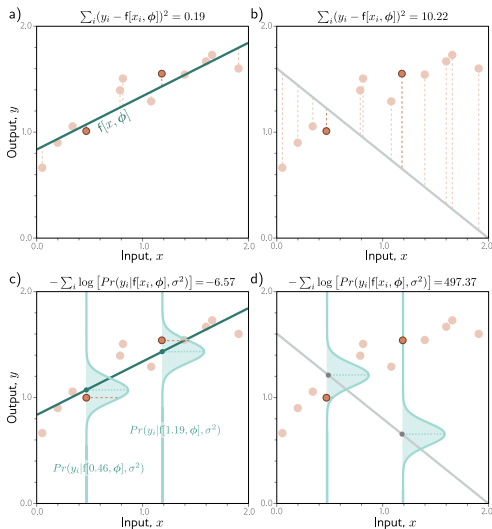 a) ∑ᵢ(yᵢ − f[xᵢ, ϕ])² = 0.19
2.0
1.0
0.0
Output, y
f[x, ϕ]
0.0 1.0 2.0
Input, x
b) ∑ᵢ(yᵢ − f[xᵢ, ϕ])² = 10.22
2.0
1.0
0.0
0.0 1.0 2.0
Input, x
c) − ∑ᵢ log [Pr(yᵢ|f[xᵢ, ϕ], σ²)] = −6.57
2.0
1.0
0.0
Output, y
Pr(yᵢ|f[1.19, ϕ], σ²)
Pr(yᵢ|f[0.46, ϕ], σ²)
0.0 1.0 2.0
Input, x
d) − ∑ᵢ log [Pr(yᵢ|f[xᵢ, ϕ], σ²)] = 497.37
2.0
1.0
0.0
0.0 1.0 2.0
Input, x